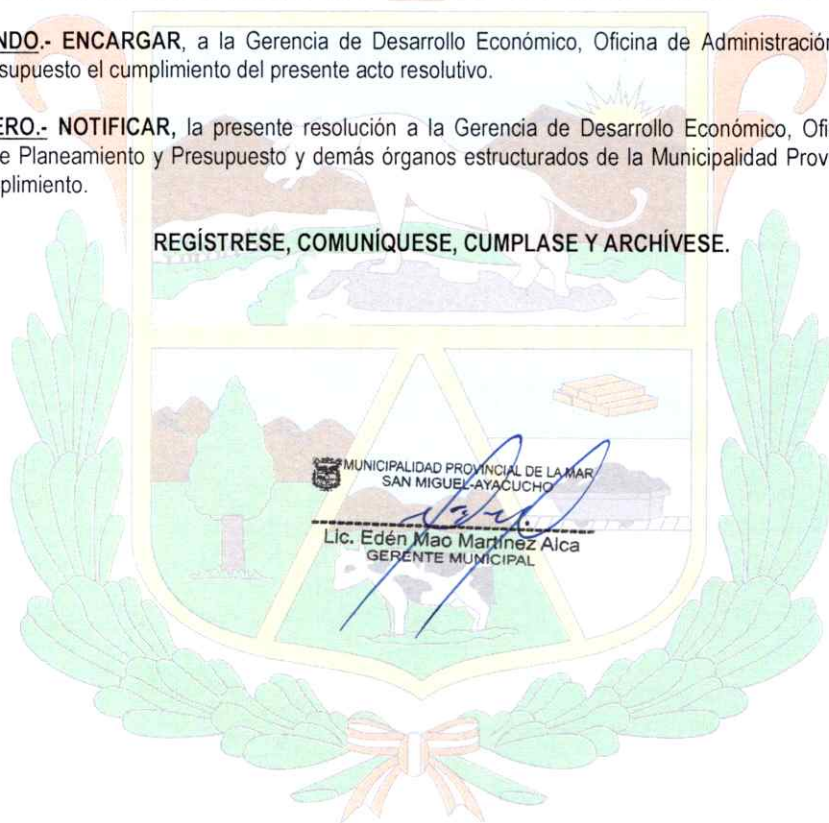 NDO.- ENCARGAR, a la Gerencia de Desarrollo Económico, Oficina de Administración
supuesto el cumplimiento del presente acto resolutivo.
ERO.- NOTIFICAR, la presente resolución a la Gerencia de Desarrollo Económico, Ofi
e Planeamiento y Presupuesto y demás órganos estructurados de la Municipalidad Prov
plimiento.
REGÍSTRESE, COMUNÍQUESE, CUMPLASE Y ARCHÍVESE.
MUNICIPALIDAD PROVINCIAL DE LA MAR
SAN MIGUEL-AYACUCHO
Lic. Edén Mao Martínez Alca
GERENTE MUNICIPAL